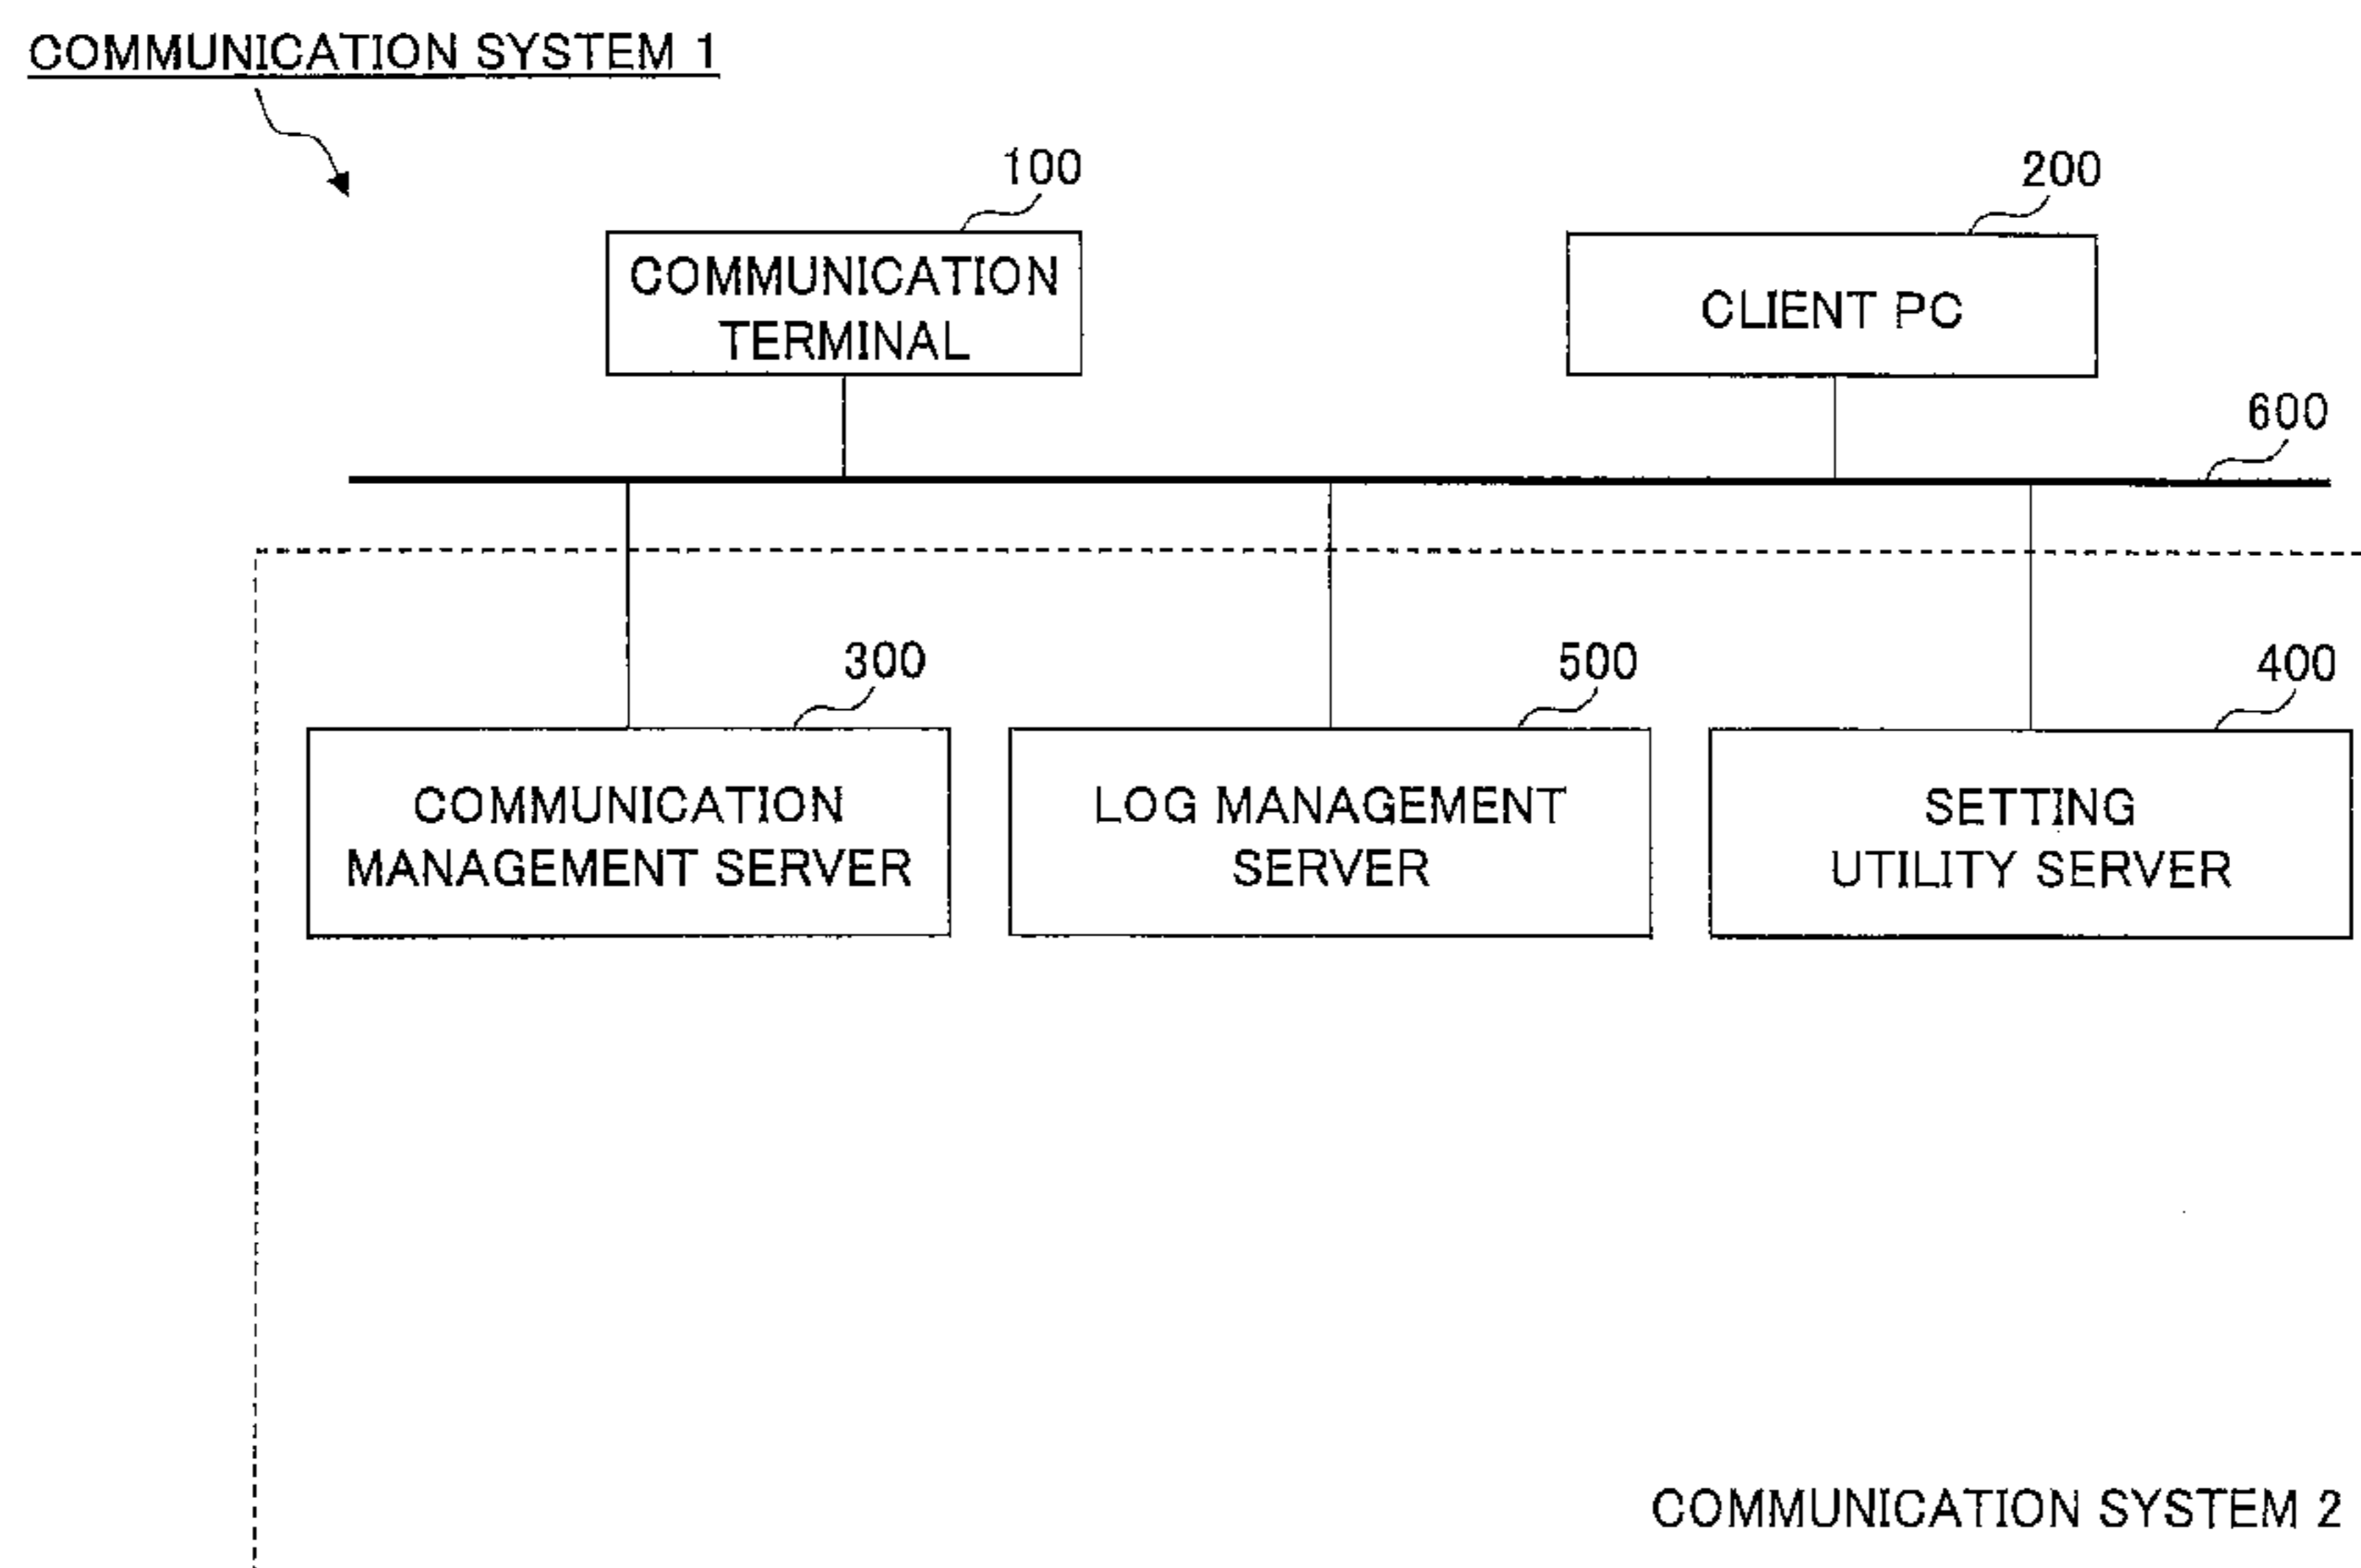 COMMUNICATION SYSTEM 1
100
200
COMMUNICATION
TERMINAL
CLIENT PC
600
300
500
400
COMMUNICATION
MANAGEMENT SERVER
LOG MANAGEMENT
SERVER
SETTING
UTILITY SERVER
COMMUNICATION SYSTEM 2